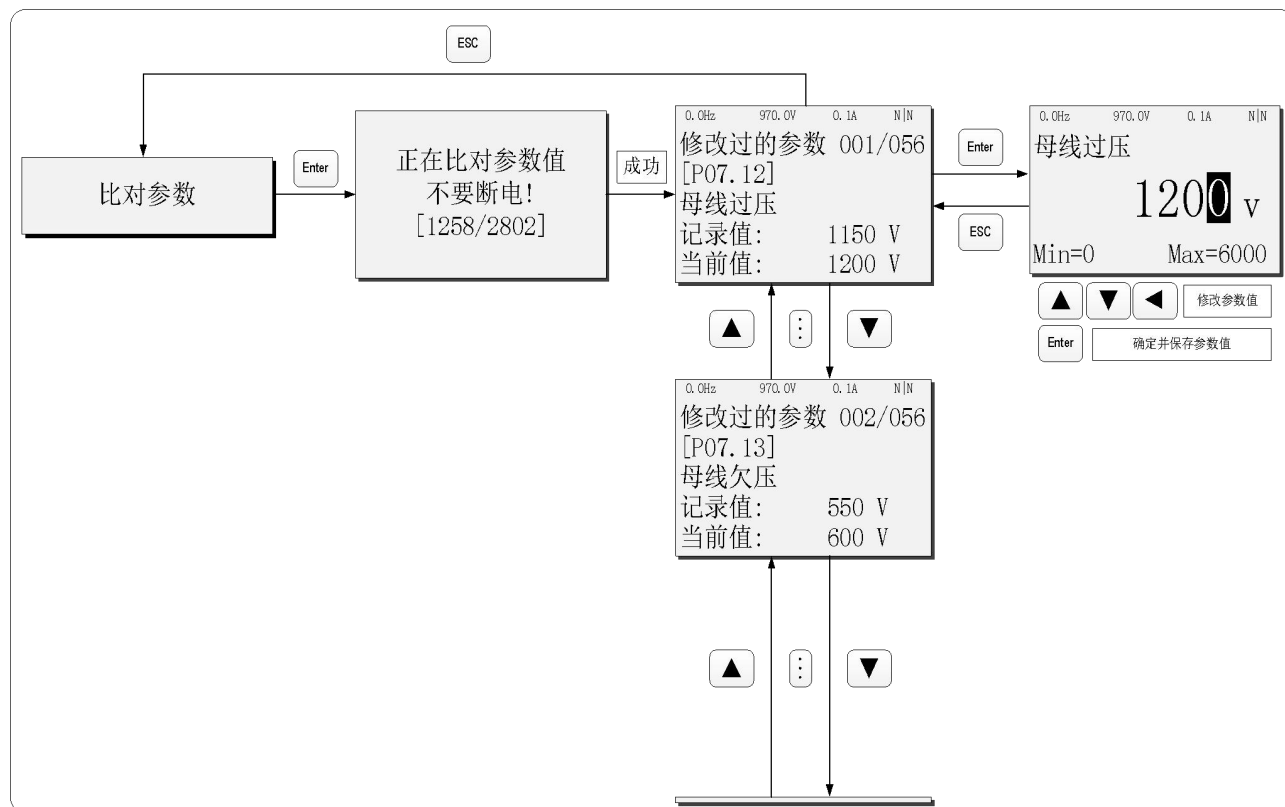 ESC
比对参数
Enter
正在比对参数值
不要断电!
[1258/2802]
成功
0.0Hz 970.0V 0.1A N|N
修改过的参数 001/056
[P07.12]
母线过压
记录值: 1150 V
当前值: 1200 V
Enter
ESC
0.0Hz 970.0V 0.1A N|N
母线过压
1200 V
Min=0 Max=6000
修改参数值
Enter 确定并保存参数值
0.0Hz 970.0V 0.1A N|N
修改过的参数 002/056
[P07.13]
母线欠压
记录值: 550 V
当前值: 600 V